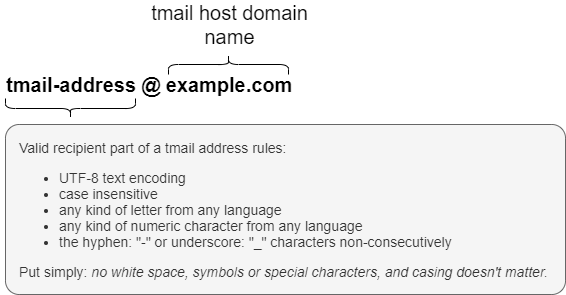 tmail host domain
name
tmail-address @ example.com
Valid recipient part of a tmail address rules:
• UTF-8 text encoding
• case insensitive
• any kind of letter from any language
• any kind of numeric character from any language
• the hyphen: "-" or underscore: "_" characters non-consecutively
Put simply: no white space, symbols or special characters, and casing doesn't matter.